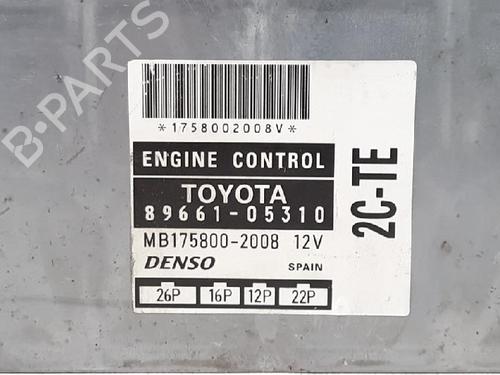 B-PARTS
*1758002008V*
ENGINE CONTROL
TOYOTA
89661-05310
MB175800-2008 12V
DENSO SPAIN
26P 16P 12P 22P
2C-TE